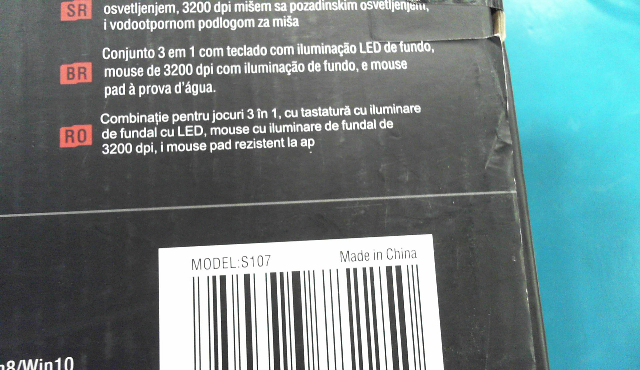 SR
osvetljenjem, 3200 dpi mišem sa pozadinskim osvetljenjem,
i vodootpornom podlogom za miša
BR
Conjunto 3 em 1 com teclado com iluminação LED de fundo,
mouse de 3200 dpi com iluminação de fundo, e mouse
pad à prova d'água.
RO
Combinație pentru jocuri 3 în 1, cu tastatură cu iluminare
de fundal cu LED, mouse cu iluminare de fundal de
3200 dpi, i mouse pad rezistent la ap
MODEL:S107
Made in China
8/Win10